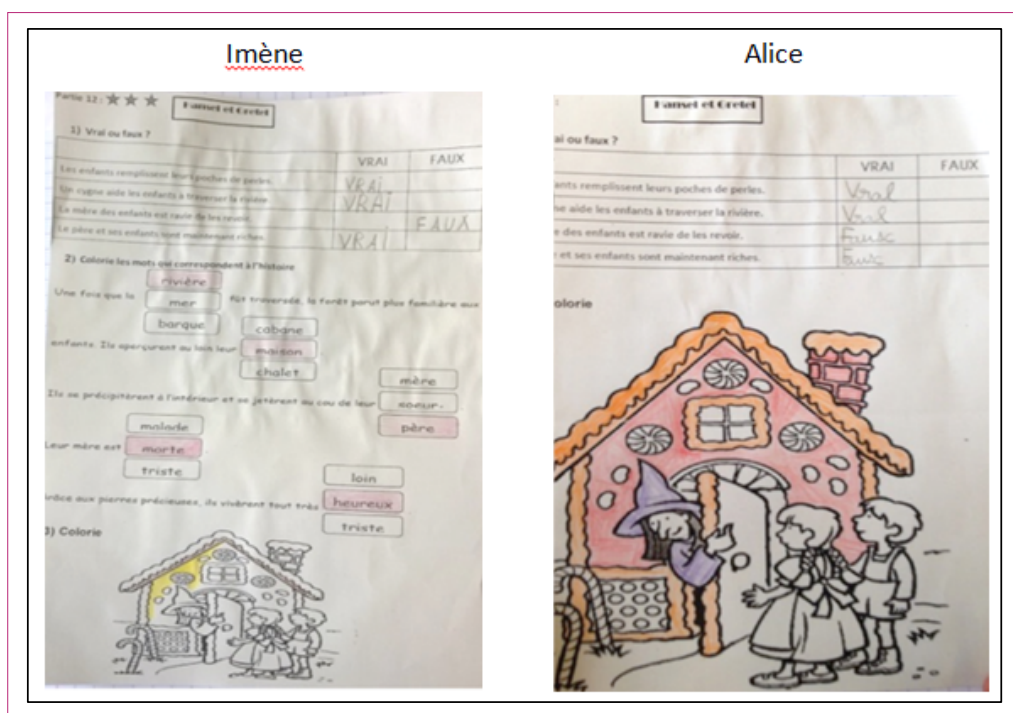 Imène
Alice
Partie 12 : ★ ★ ★
Hansel et Gretel
1) Vrai ou faux ?
VRAI FAUX
Les enfants remplissent leurs poches de perles. VRAI
Un cygne aide les enfants à traverser la rivière. VRAI
La mère des enfants est ravie de les revoir. FAUX
Le père et ses enfants sont maintenant riches. VRAI
2) Colorie les mots qui correspondent à l'histoire
rivière
Une fois que la mer fût traversée, la forêt parut plus familière aux
barque
cabane
enfants. Ils aperçurent au loin leur maison
chalet
mère
Ils se précipitèrent à l'intérieur et se jetèrent au cou de leur soeur.
père
malade
Leur mère est morte
triste
loin
Grâce aux pierres précieuses, ils vivèrent tout très heureux
triste
3) Colorie
Hansel et Gretel
ai ou faux ?
VRAI FAUX
ants remplissent leurs poches de perles. Vrai
ne aide les enfants à traverser la rivière. Vrai
e des enfants est ravie de les revoir.
r et ses enfants sont maintenant riches.
olorie